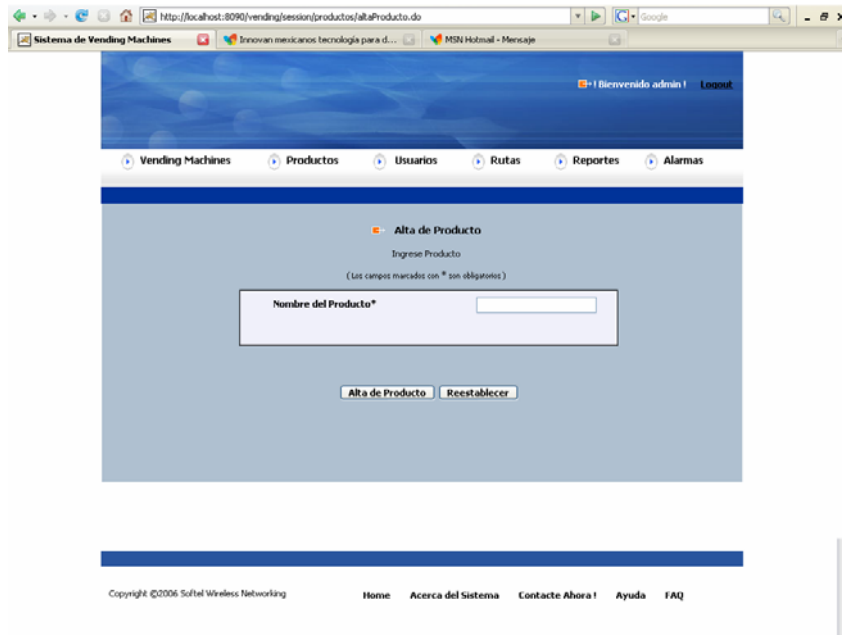 http://localhost:8090/vending/session/productos/altaProducto.do
Google
Sistema de Vending Machines
Innovan mexicanos tecnología para d...
MSN Hotmail - Mensaje
! Bienvenido admin !
Logout
Vending Machines
Productos
Usuarios
Rutas
Reportes
Alarmas
Alta de Producto
Ingrese Producto
( Los campos marcados con * son obligatorios )
Nombre del Producto*
Alta de Producto
Reestablecer
Copyright ©2006 Softel Wireless Networking
Home
Acerca del Sistema
Contacte Ahora !
Ayuda
FAQ